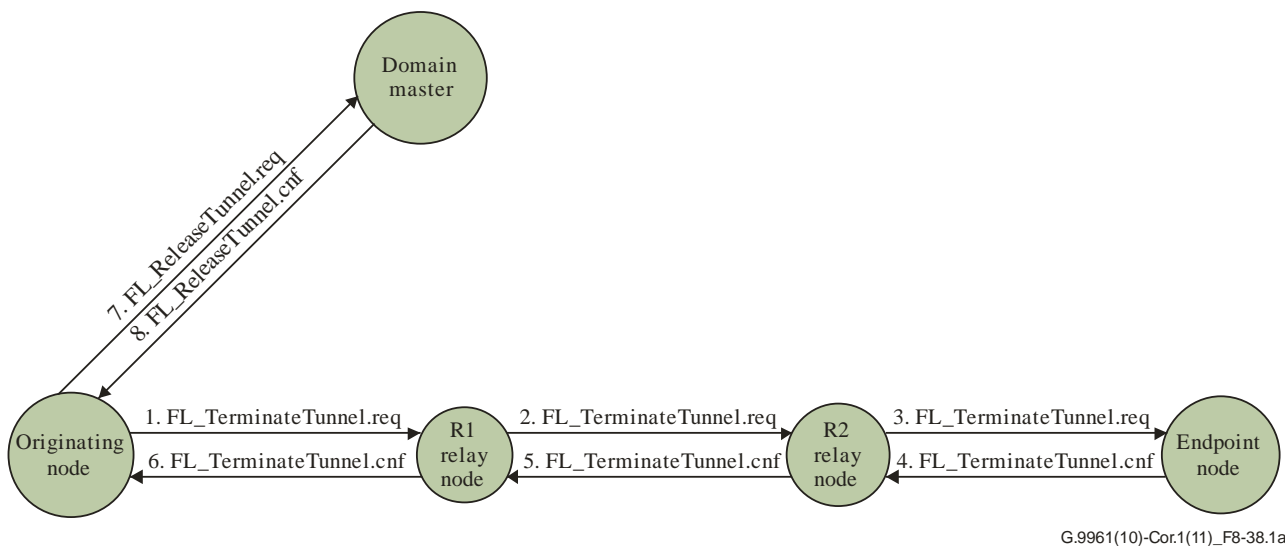 Domain
master
7. FL_ReleaseTunnel.req
8. FL_ReleaseTunnel.cnf
Originating
node
1. FL_TerminateTunnel.req
6. FL_TerminateTunnel.cnf
R1
relay
node
2. FL_TerminateTunnel.req
5. FL_TerminateTunnel.cnf
R2
relay
node
3. FL_TerminateTunnel.req
4. FL_TerminateTunnel.cnf
Endpoint
node
G.9961(10)-Cor.1(11)_F8-38.1a